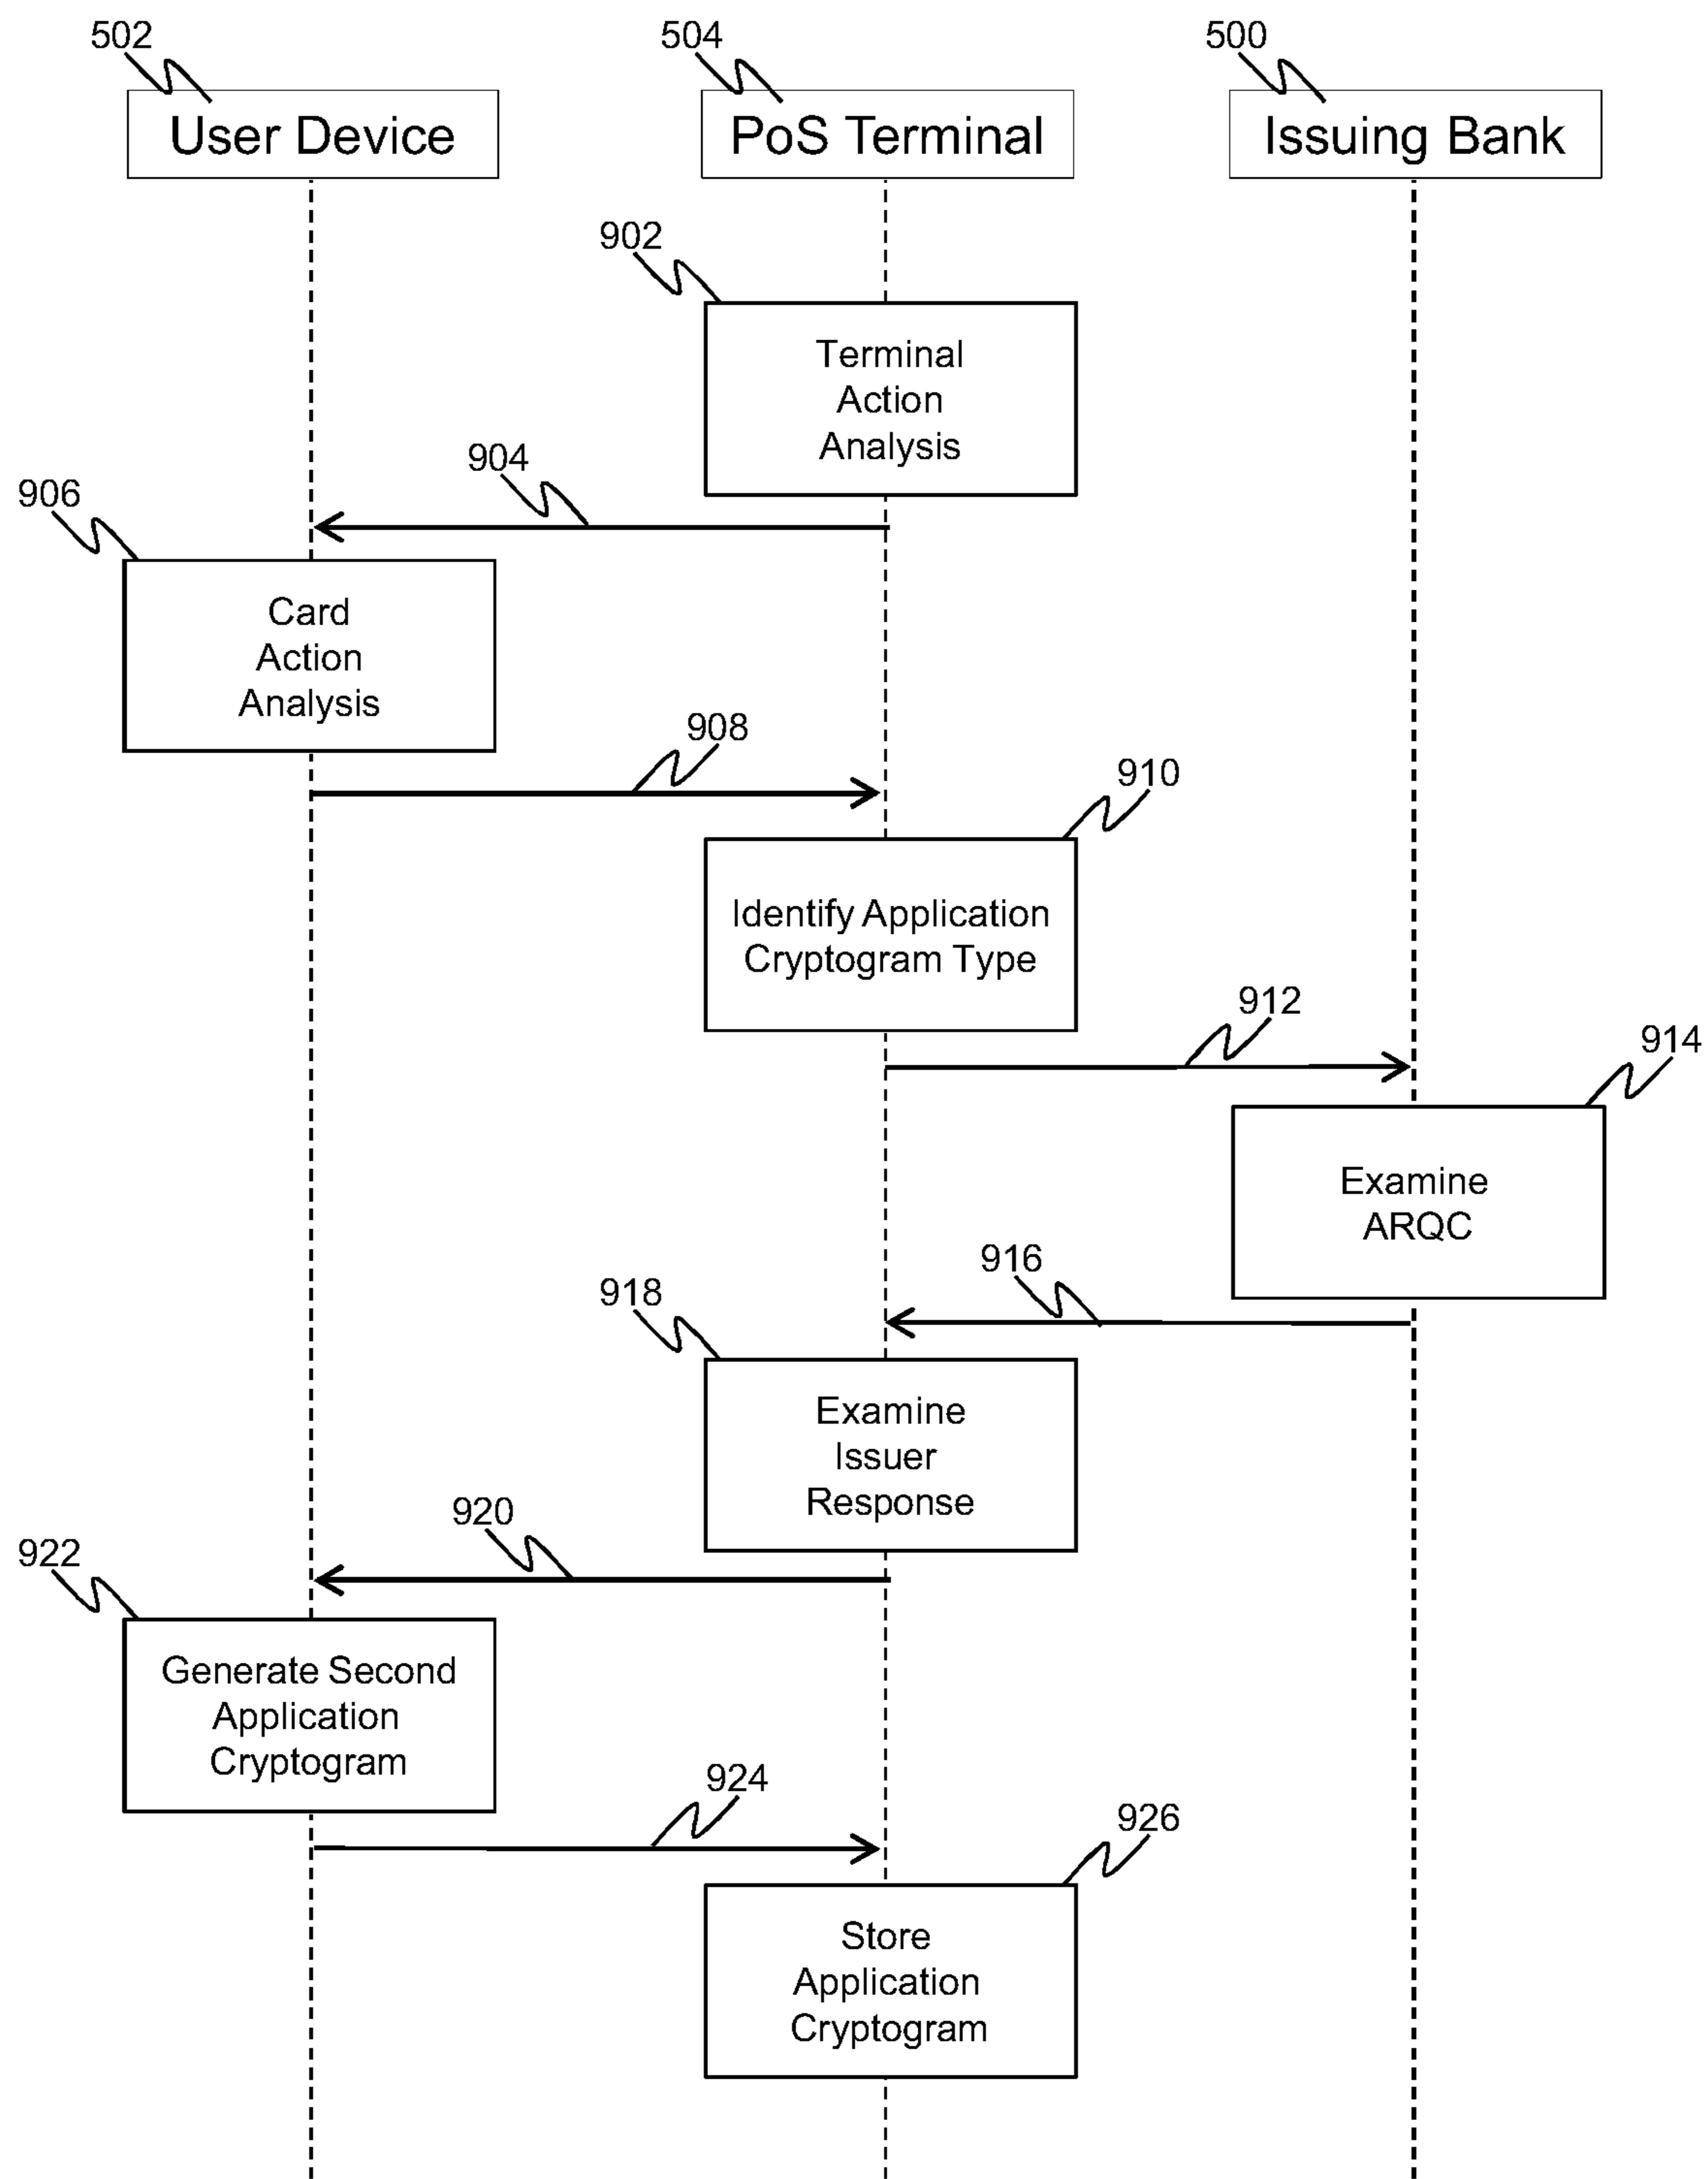 502
504
500
User Device
PoS Terminal
Issuing Bank
902
Terminal
Action
Analysis
904
906
Card
Action
Analysis
908
910
Identify Application
Cryptogram Type
912
914
Examine
ARQC
916
918
Examine
Issuer
Response
920
922
Generate Second
Application
Cryptogram
924
926
Store
Application
Cryptogram